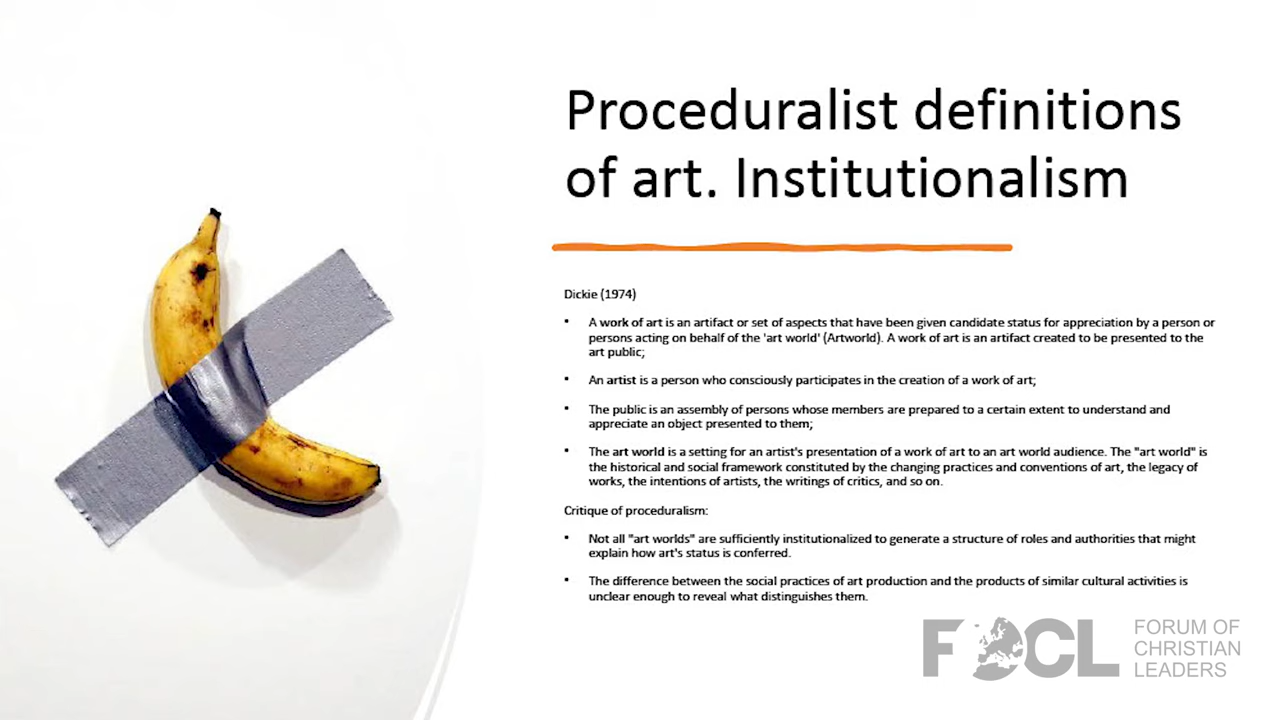 Proceduralist definitions
of art. Institutionalism
Dickie (1974)
• A work of art is an artifact or set of aspects that have been given candidate status for appreciation by a person or
persons acting on behalf of the 'art world' (Artworld). A work of art is an artifact created to be presented to the
art public;
• An artist is a person who consciously participates in the creation of a work of art;
• The public is an assembly of persons whose members are prepared to a certain extent to understand and
appreciate an object presented to them;
• The art world is a setting for an artist's presentation of a work of art to an art world audience. The "art world" is
the historical and social framework constituted by the changing practices and conventions of art, the legacy of
works, the intentions of artists, the writings of critics, and so on.
Critique of proceduralism:
• Not all "art worlds" are sufficiently institutionalized to generate a structure of roles and authorities that might
explain how art's status is conferred.
• The difference between the social practices of art production and the products of similar cultural activities is
unclear enough to reveal what distinguishes them.
FOCL
FORUM OF
CHRISTIAN
LEADERS